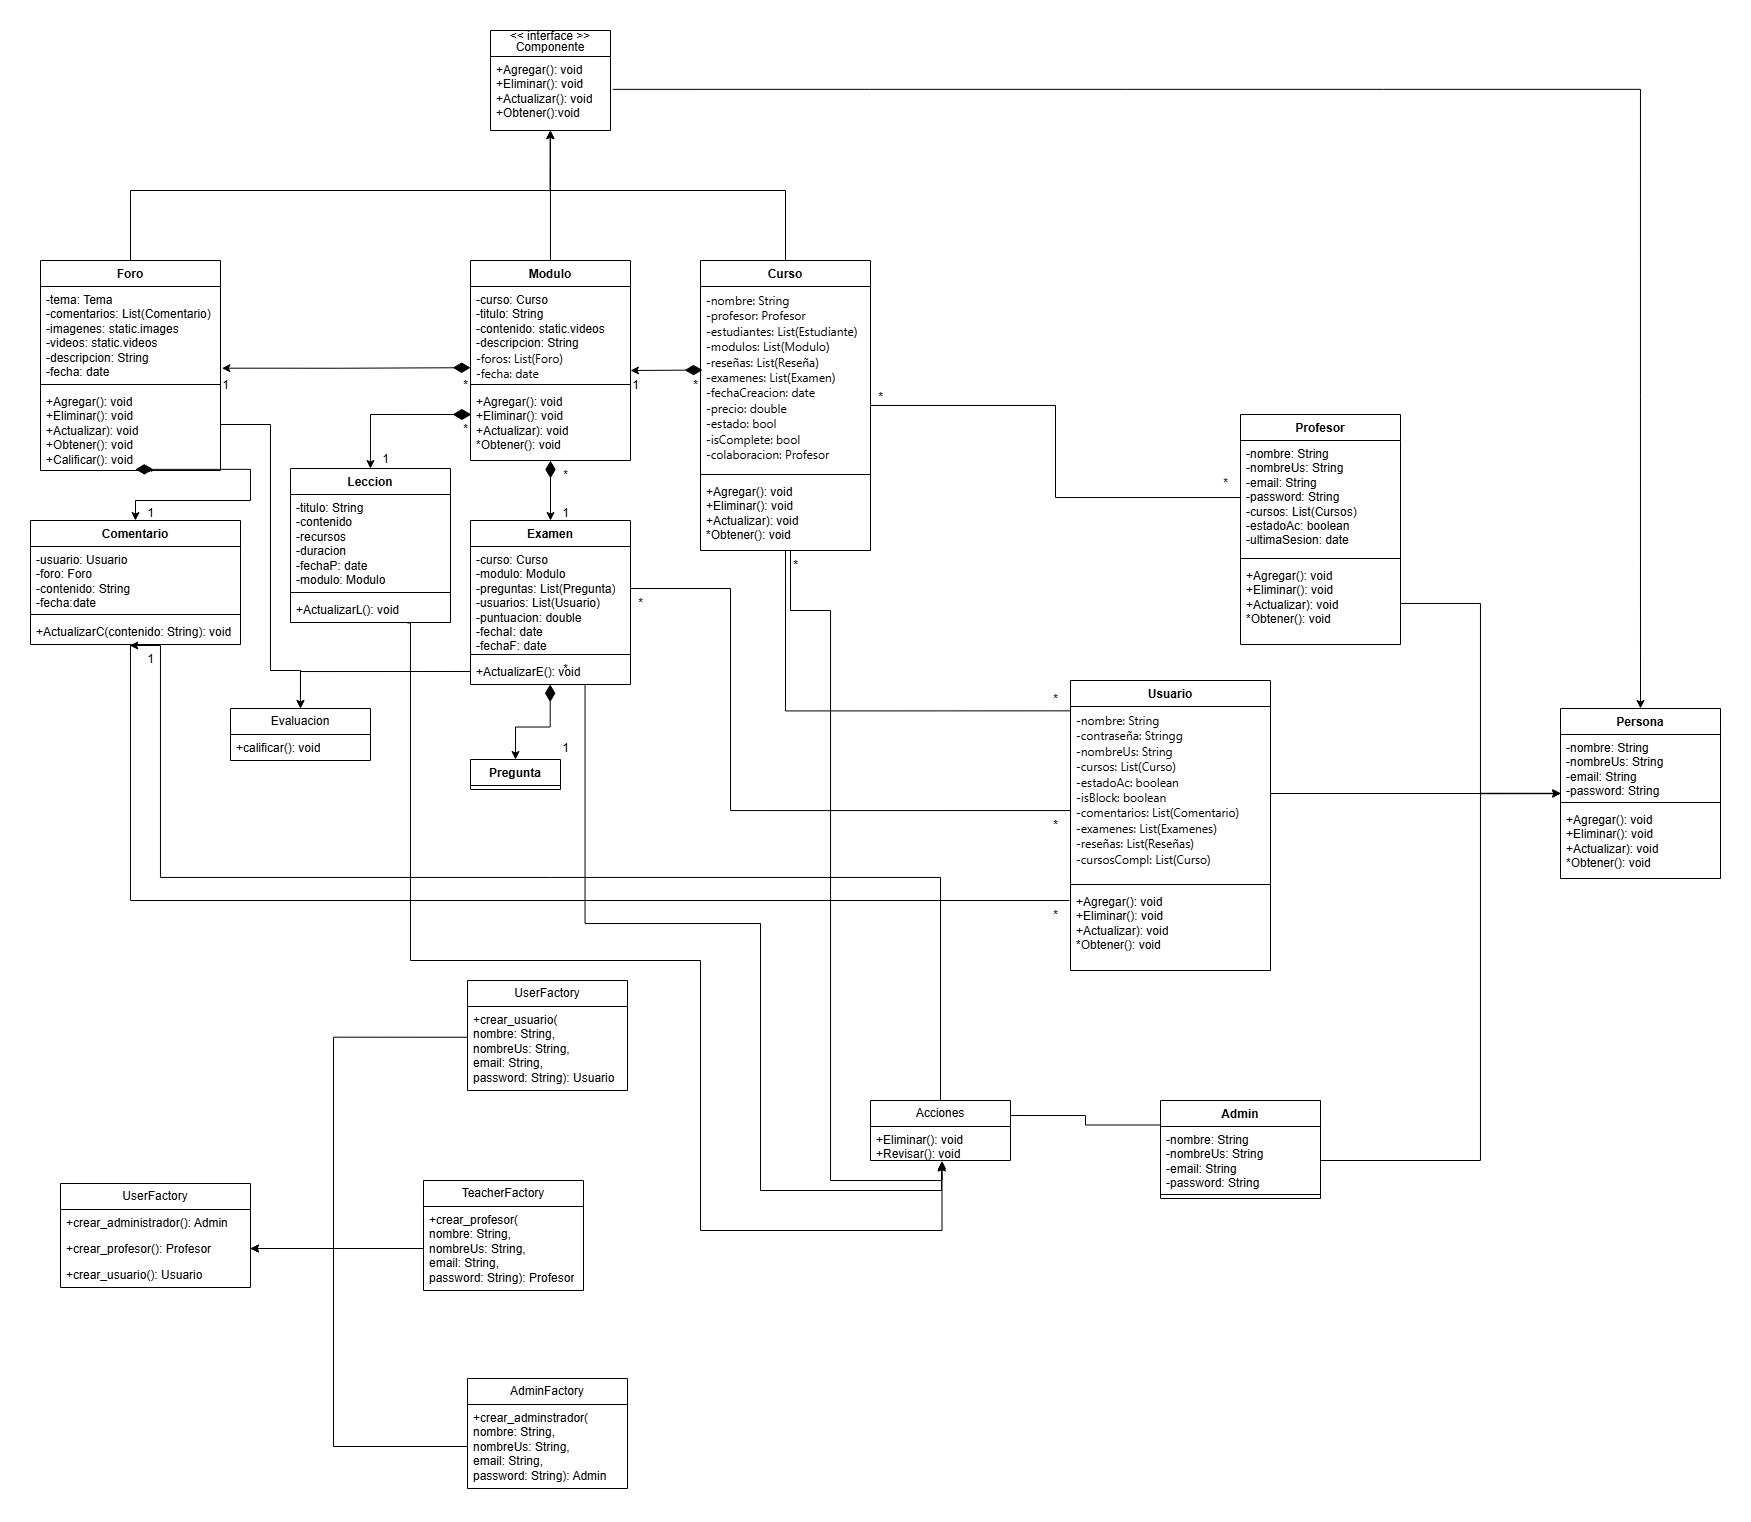 << interface >>
Componente
+Agregar(): void
+Eliminar(): void
+Actualizar(): void
+Obtener():void
Foro
-tema: Tema
-comentarios: List(Comentario)
-imagenes: static.images
-videos: static.videos
-descripcion: String
-fecha: date
+Agregar(): void
+Eliminar(): void
+Actualizar): void
+Obtener(): void
+Calificar(): void
Modulo
-curso: Curso
-titulo: String
-contenido: static.videos
-descripcion: String
-foros: List(Foro)
-fecha: date
+Agregar(): void
+Eliminar(): void
+Actualizar): void
*Obtener(): void
Curso
-nombre: String
-profesor: Profesor
-estudiantes: List(Estudiante)
-modulos: List(Modulo)
-reseñas: List(Reseña)
-examenes: List(Examen)
-fechaCreacion: date
-precio: double
-estado: bool
-isComplete: bool
-colaboracion: Profesor
+Agregar(): void
+Eliminar(): void
+Actualizar): void
*Obtener(): void
1
*
1
*
*
1
*
1
*
1
*
*
Profesor
-nombre: String
-nombreUs: String
-email: String
-password: String
-cursos: List(Cursos)
-estadoAc: boolean
-ultimaSesion: date
+Agregar(): void
+Eliminar(): void
+Actualizar): void
*Obtener(): void
Leccion
-titulo: String
-contenido
-recursos
-duracion
-fechaP: date
-modulo: Modulo
+ActualizarL(): void
Comentario
-usuario: Usuario
-foro: Foro
-contenido: String
-fecha:date
+ActualizarC(contenido: String): void
1
Examen
-curso: Curso
-modulo: Modulo
-preguntas: List(Pregunta)
-usuarios: List(Usuario)
-puntuacion: double
-fechaI: date
-fechaF: date
+ActualizarE(): void
*
*
*
*
1
*
*
Evaluacion
+calificar(): void
Pregunta
Usuario
-nombre: String
-contraseña: Stringg
-nombreUs: String
-cursos: List(Curso)
-estadoAc: boolean
-isBlock: boolean
-comentarios: List(Comentario)
-examenes: List(Examenes)
-reseñas: List(Reseñas)
-cursosCompl: List(Curso)
+Agregar(): void
+Eliminar(): void
+Actualizar): void
*Obtener(): void
Persona
-nombre: String
-nombreUs: String
-email: String
-password: String
+Agregar(): void
+Eliminar(): void
+Actualizar): void
*Obtener(): void
UserFactory
+crear_usuario(
nombre: String,
nombreUs: String,
email: String,
password: String): Usuario
Acciones
+Eliminar(): void
+Revisar(): void
Admin
-nombre: String
-nombreUs: String
-email: String
-password: String
UserFactory
+crear_administrador(): Admin
+crear_profesor(): Profesor
+crear_usuario(): Usuario
TeacherFactory
+crear_profesor(
nombre: String,
nombreUs: String,
email: String,
password: String): Profesor
AdminFactory
+crear_adminstrador(
nombre: String,
nombreUs: String,
email: String,
password: String): Admin